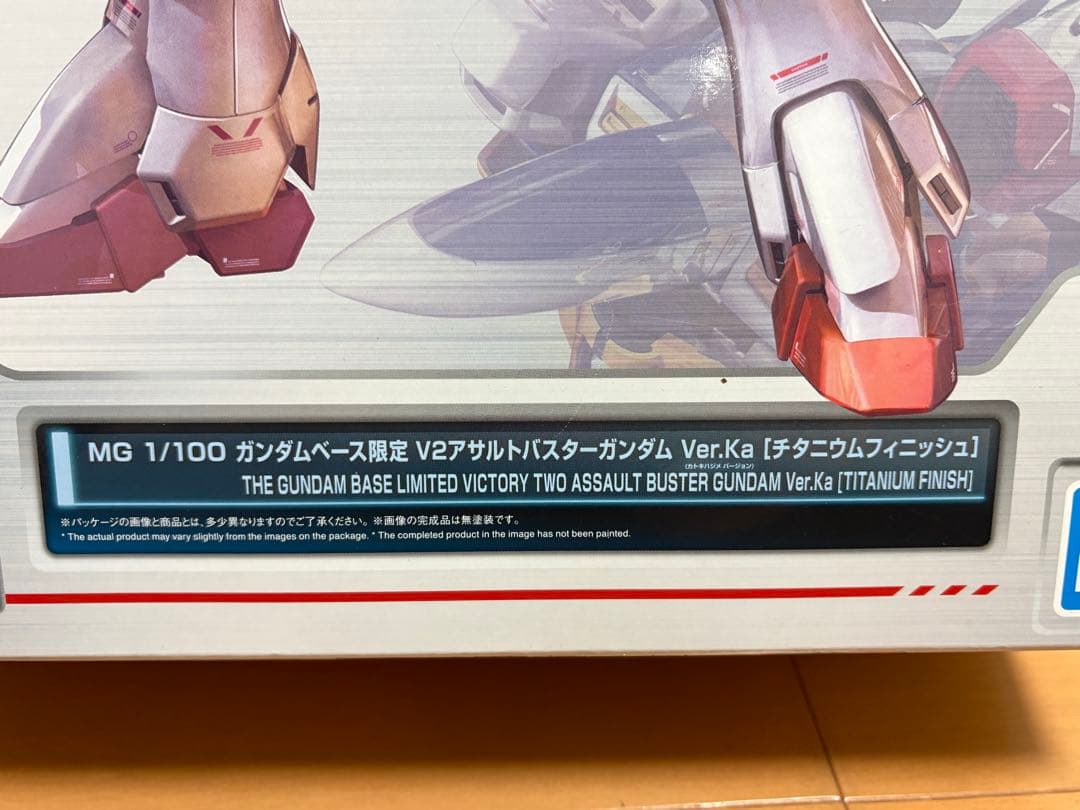 MG 1/100 ガンダムベース限定 V2アサルトバスターガンダム Ver.Ka [チタニウムフィニッシュ]
(カトキハジメ バージョン)
THE GUNDAM BASE LIMITED VICTORY TWO ASSAULT BUSTER GUNDAM Ver.Ka [TITANIUM FINISH]
※パッケージの画像と商品とは、多少異なりますのでご了承ください。※画像の完成品は無塗装です。
* The actual product may vary slightly from the images on the package. * The completed product in the image has not been painted.